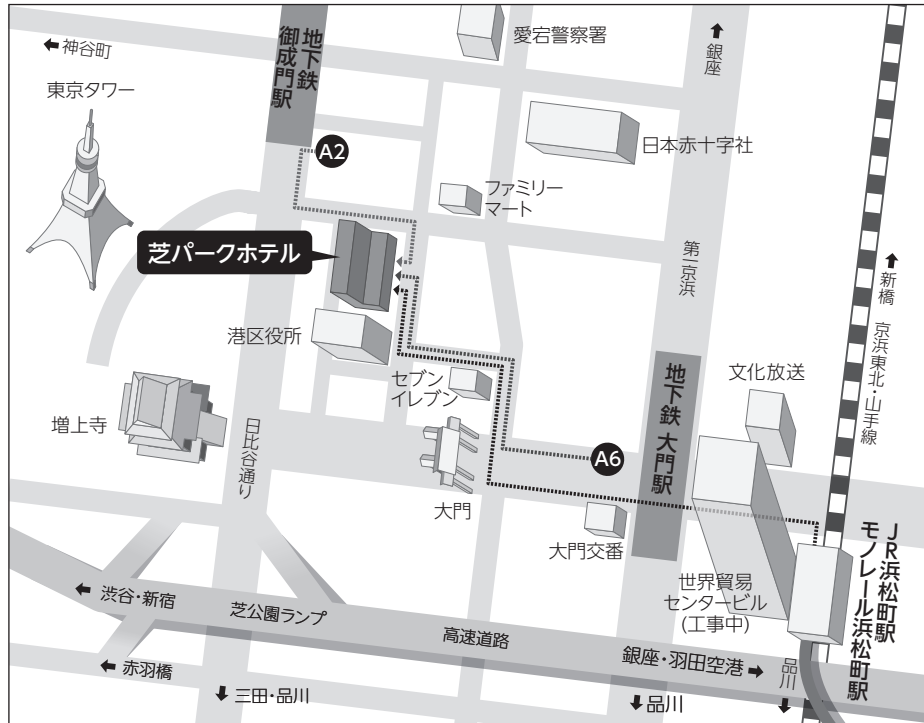 愛宕警察署
↑銀座
←神谷町
地下鉄
御成門駅
東京タワー
A2
日本赤十字社
ファミリー
マート
芝パークホテル
第一京浜
↑新橋 京浜東北・山手線
港区役所
セブン
イレブン
地下鉄 大門駅
文化放送
増上寺
日比谷通り
A6
大門
大門交番
JR浜松町駅
モノレール浜松町駅
世界貿易
センタービル
(工事中)
←渋谷・新宿
芝公園ランプ
高速道路
銀座・羽田空港→
品川↓
←赤羽橋
↓三田・品川
↓品川